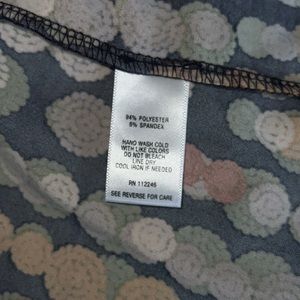 94% POLYESTER
6% SPANDEX
HAND WASH COLD
WITH LIKE COLORS
DO NOT BLEACH
LINE DRY
COOL IRON IF NEEDED
RN 112246
SEE REVERSE FOR CARE